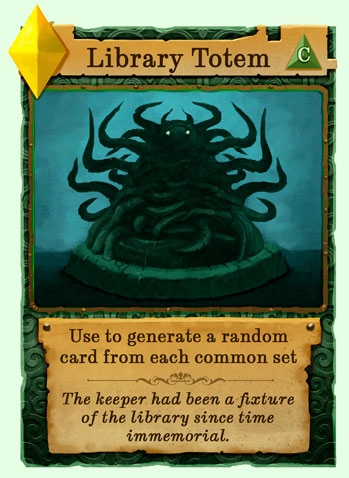 Library Totem
C
Use to generate a random
card from each common set
The keeper had been a fixture
of the library since time
immemorial.